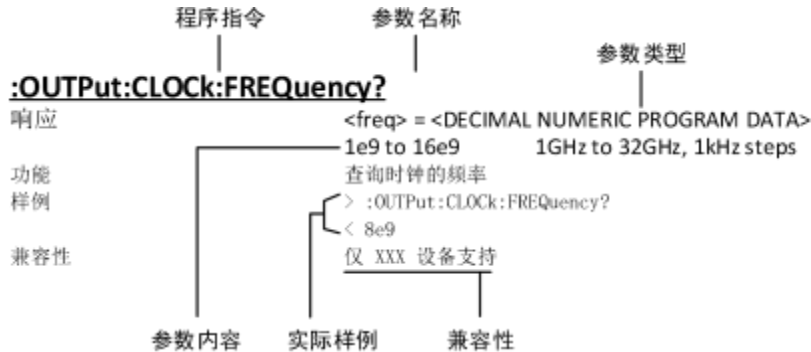 程序指令 参数名称
参数类型
:OUTPut:CLOCk:FREQuency?
响应 <freq> = <DECIMAL NUMERIC PROGRAM DATA>
1e9 to 16e9 1GHz to 32GHz, 1kHz steps
功能 查询时钟的频率
样例 > :OUTPut:CLOCk:FREQuency?
< 8e9
兼容性 仅 XXX 设备支持
参数内容 实际样例 兼容性